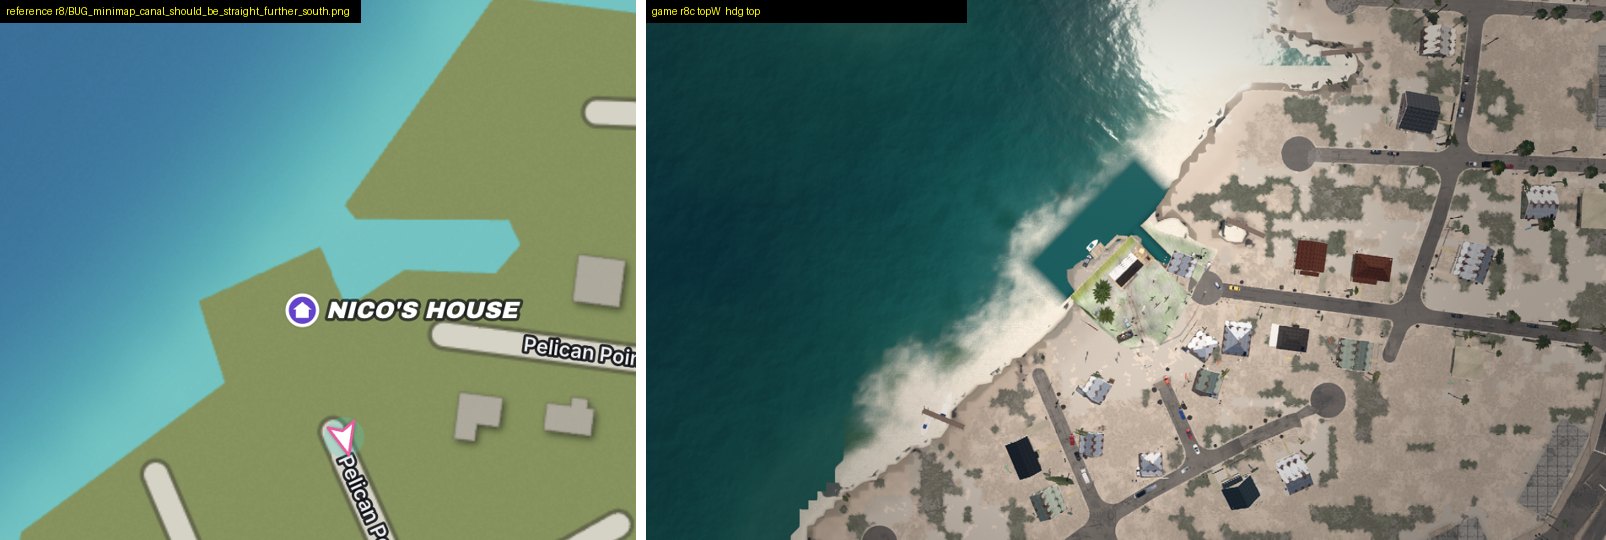 reference r8/BUG_minimap_canal_should_be_straight_further_south.png
game r8c topW hdg top
NICO'S HOUSE
Pelican Poin
Pelican Po